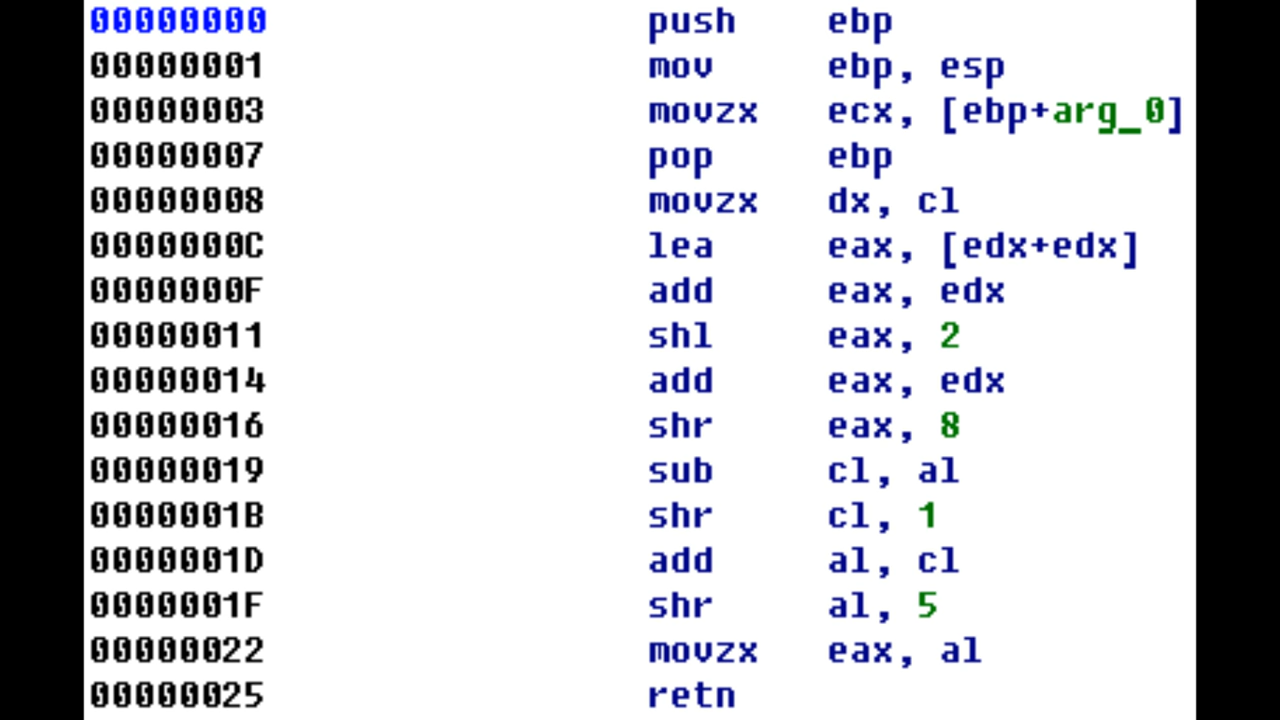 00000000 push ebp
00000001 mov ebp, esp
00000003 movzx ecx, [ebp+arg_0]
00000007 pop ebp
00000008 movzx dx, cl
0000000C lea eax, [edx+edx]
0000000F add eax, edx
00000011 shl eax, 2
00000014 add eax, edx
00000016 shr eax, 8
00000019 sub cl, al
0000001B shr cl, 1
0000001D add al, cl
0000001F shr al, 5
00000022 movzx eax, al
00000025 retn